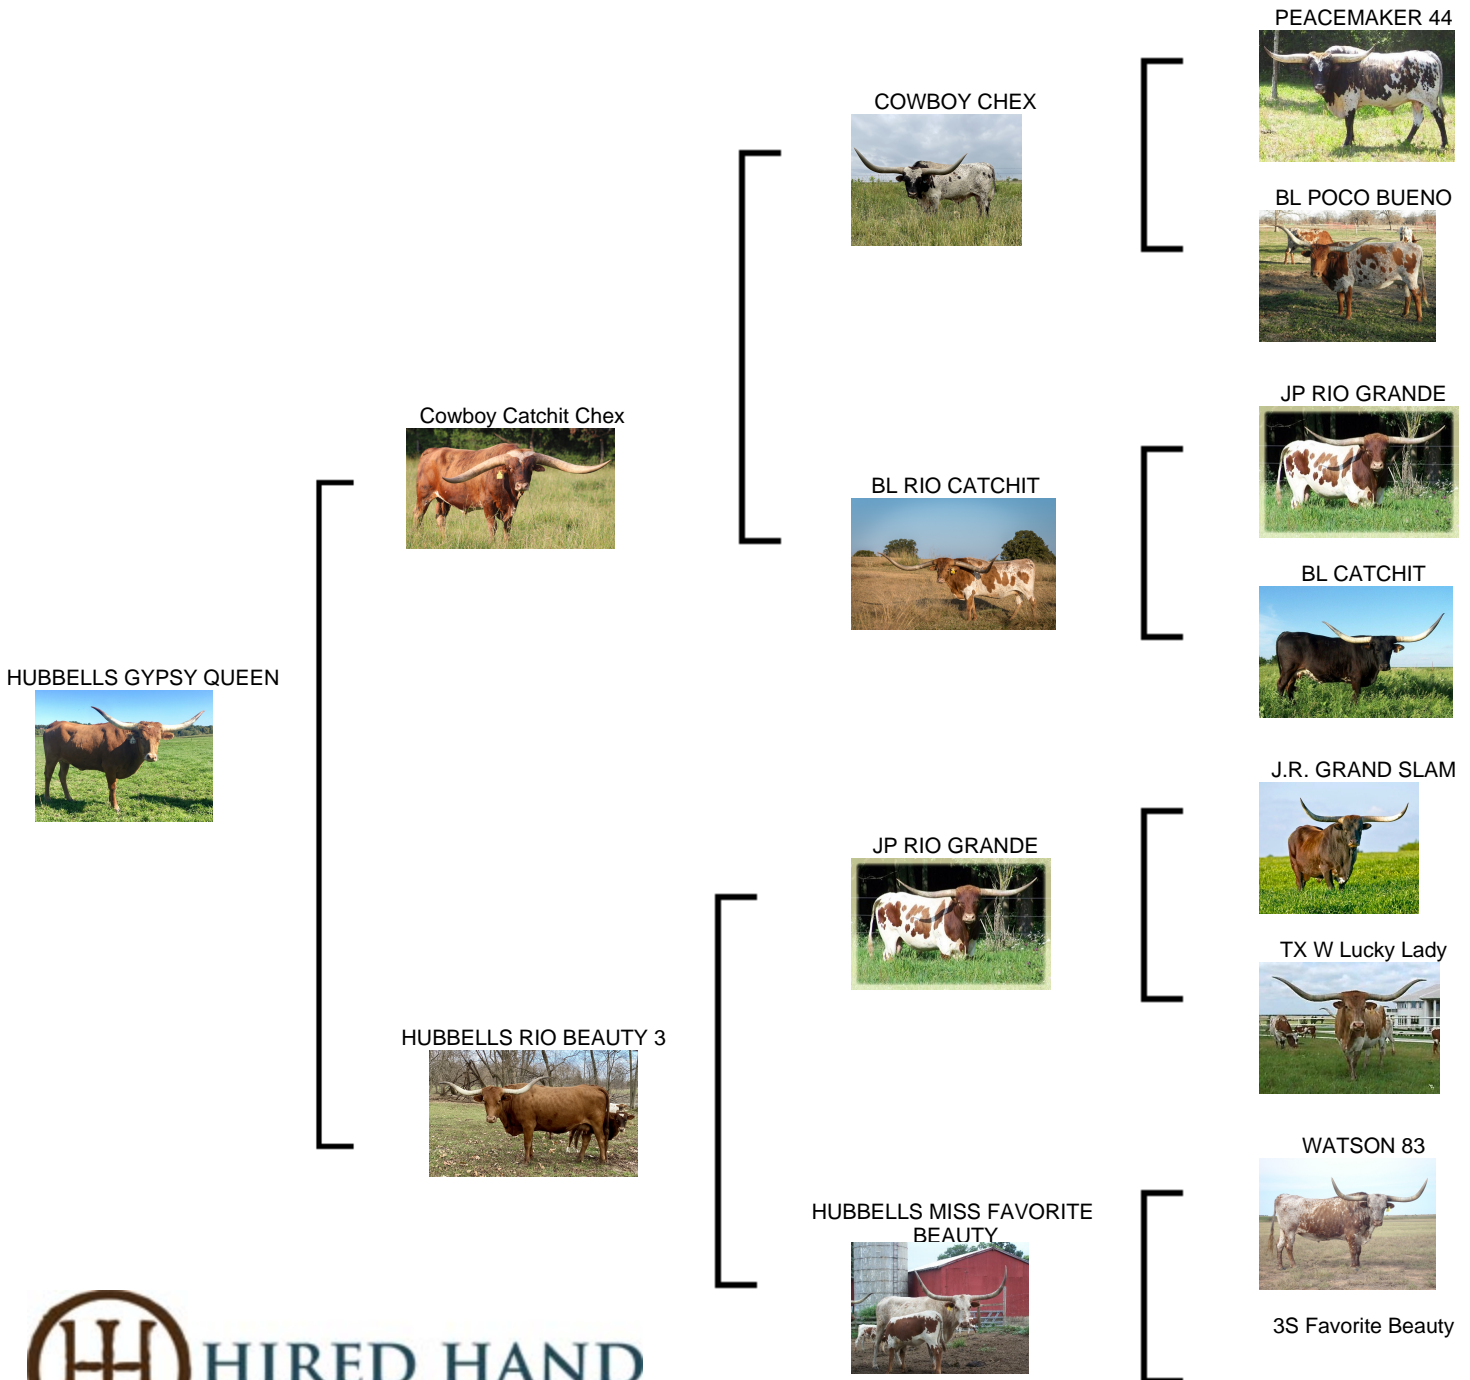 PEACEMAKER 44
COWBOY CHEX
BL POCO BUENO
JP RIO GRANDE
Cowboy Catchit Chex
BL RIO CATCHIT
BL CATCHIT
HUBBELLS GYPSY QUEEN
J.R. GRAND SLAM
JP RIO GRANDE
TX W Lucky Lady
HUBBELLS RIO BEAUTY 3
WATSON 83
HUBBELLS MISS FAVORITE
BEAUTY
3S Favorite Beauty
HIRED HAND